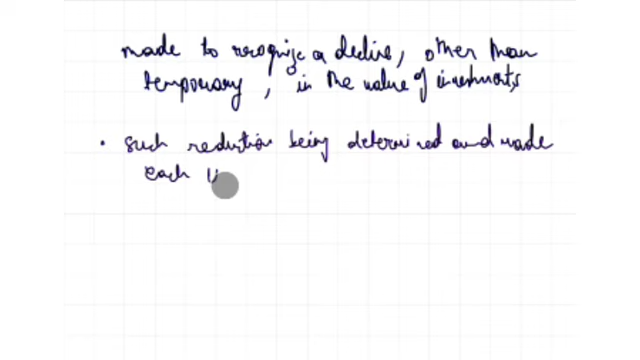 made to recognize a decline, other than
temporary, in the value of investments
• such reduction being determined and made
each